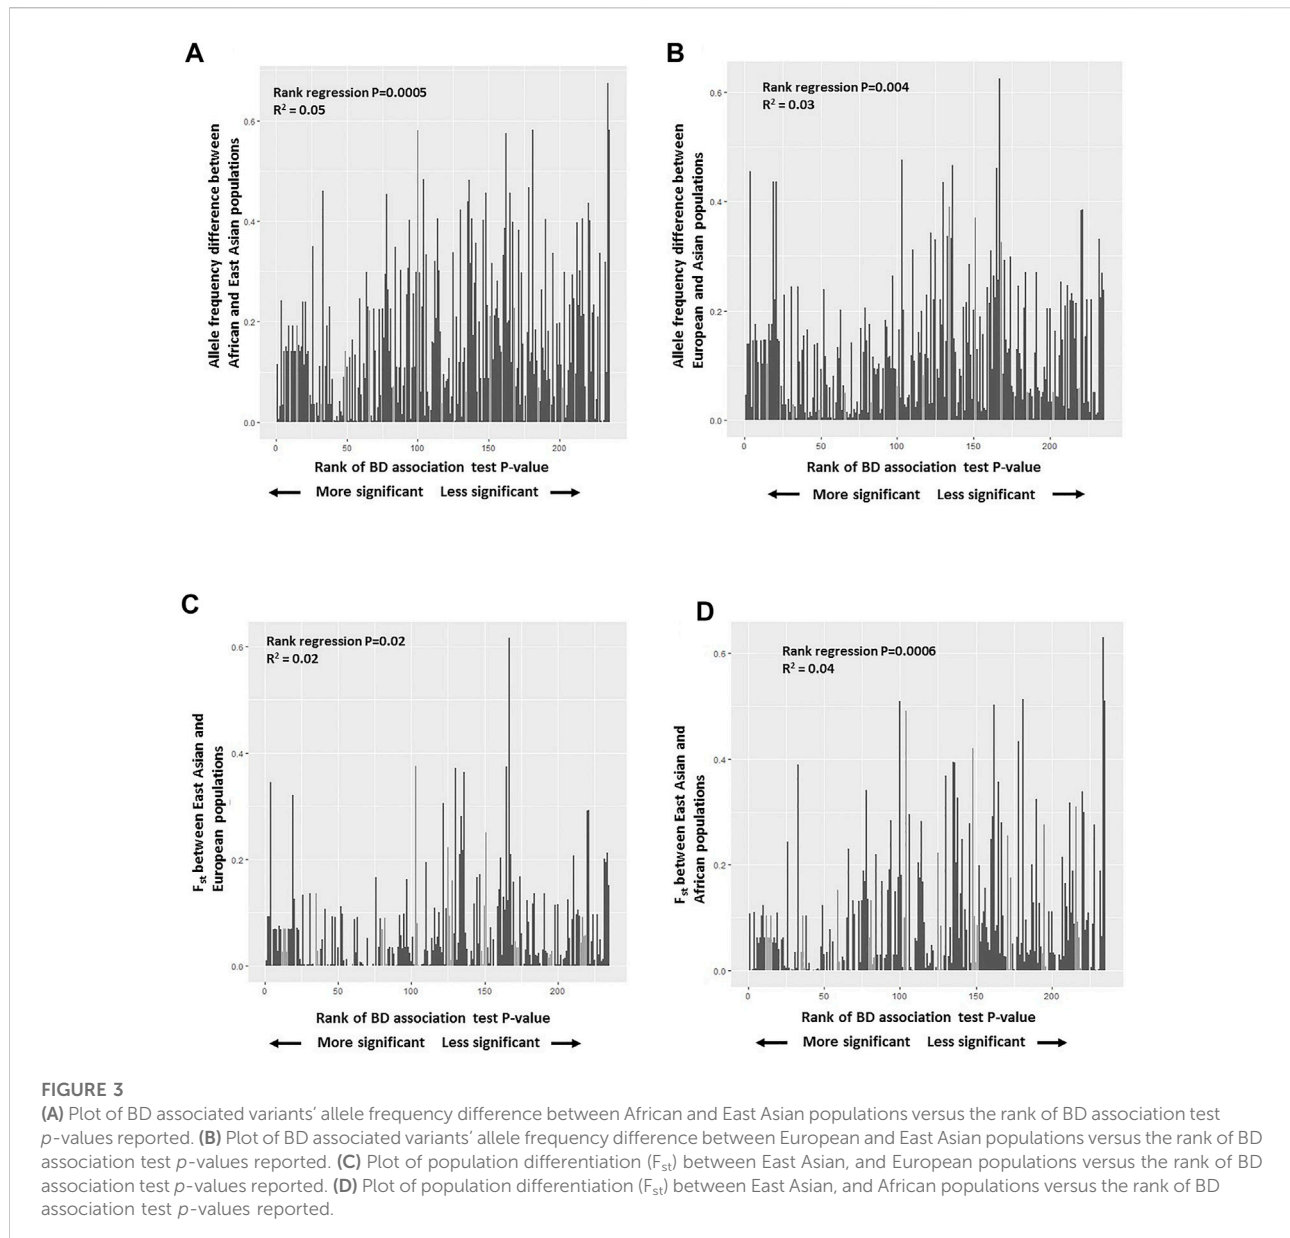 A
Rank regression P=0.0005
R² = 0.05
Allele frequency difference between
African and East Asian populations
0.6
0.4
0.2
0.0
0 50 100 150 200
Rank of BD association test P-value
More significant Less significant
B
Rank regression P=0.004
R² = 0.03
Allele frequency difference between
European and Asian populations
0.6
0.4
0.2
0.0
0 50 100 150 200
Rank of BD association test P-value
More significant Less significant
C
Rank regression P=0.02
R² = 0.02
Fst between East Asian and
European populations
0.6
0.4
0.2
0.0
0 50 100 150 200
Rank of BD association test P-value
More significant Less significant
D
Rank regression P=0.0006
R² = 0.04
Fst between East Asian and
African populations
0.6
0.4
0.2
0.0
0 50 100 150 200
Rank of BD association test P-value
More significant Less significant
FIGURE 3
(A) Plot of BD associated variants’ allele frequency difference between African and East Asian populations versus the rank of BD association test
p-values reported. (B) Plot of BD associated variants’ allele frequency difference between European and East Asian populations versus the rank of BD
association test p-values reported. (C) Plot of population differentiation (Fst) between East Asian, and European populations versus the rank of BD
association test p-values reported. (D) Plot of population differentiation (Fst) between East Asian, and African populations versus the rank of BD
association test p-values reported.